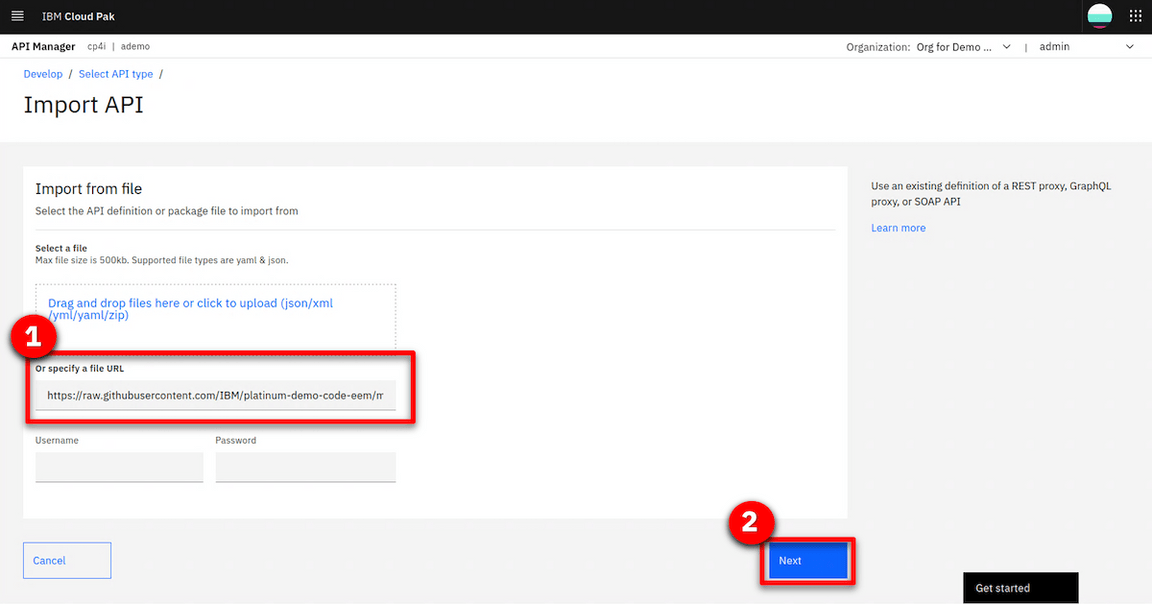 IBM Cloud Pak
API Manager cp4i | ademo
Organization: Org for Demo ... | admin
Develop / Select API type /
Import API
Import from file
Select the API definition or package file to import from
Select a file
Max file size is 500kb. Supported file types are yaml & json.
Drag and drop files here or click to upload (json/xml
/yml/yaml/zip)
1
Or specify a file URL
https://raw.githubusercontent.com/IBM/platinum-demo-code-eem/m
Username Password
Use an existing definition of a REST proxy, GraphQL
proxy, or SOAP API
Learn more
2
Cancel
Next
Get started